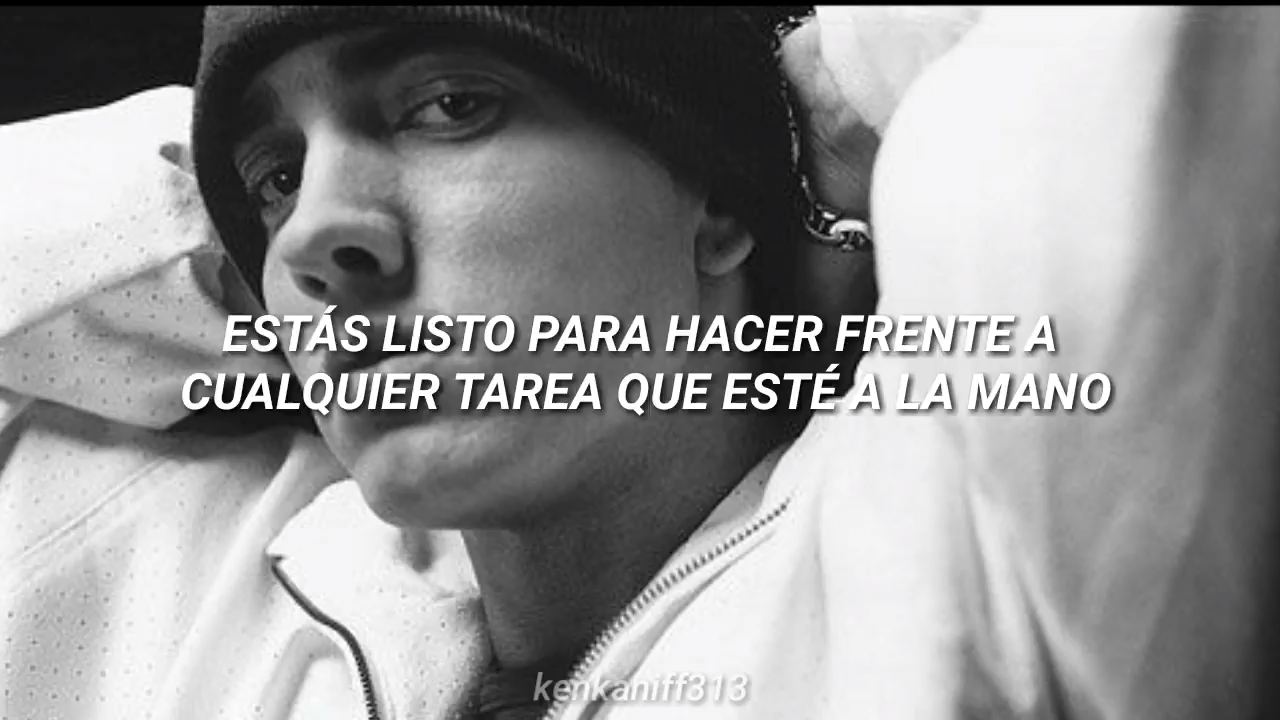 ESTÁS LISTO PARA HACER FRENTE A
CUALQUIER TAREA QUE ESTÉ A LA MANO
kenkaniff313